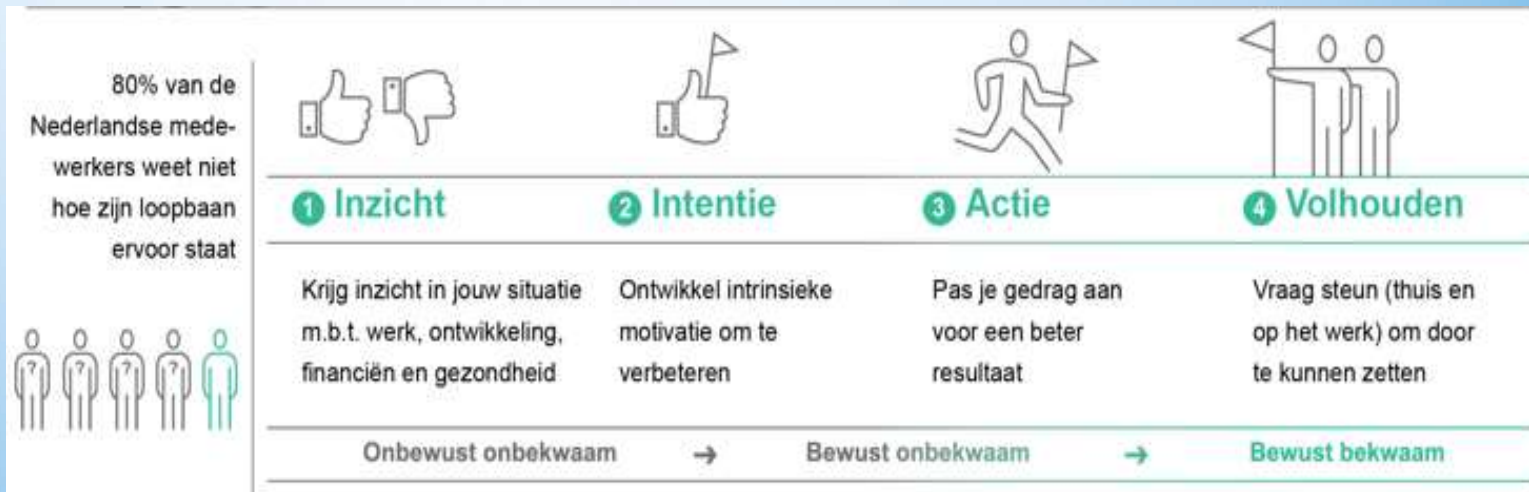 80% van de
Nederlandse mede-
werkers weet niet
hoe zijn loopbaan
ervoor staat
? ? ? ?
1 Inzicht
Krijg inzicht in jouw situatie
m.b.t. werk, ontwikkeling,
financiën en gezondheid
2 Intentie
Ontwikkel intrinsieke
motivatie om te
verbeteren
3 Actie
Pas je gedrag aan
voor een beter
resultaat
4 Volhouden
Vraag steun (thuis en
op het werk) om door
te kunnen zetten
Onbewust onbekwaam → Bewust onbekwaam → Bewust bekwaam